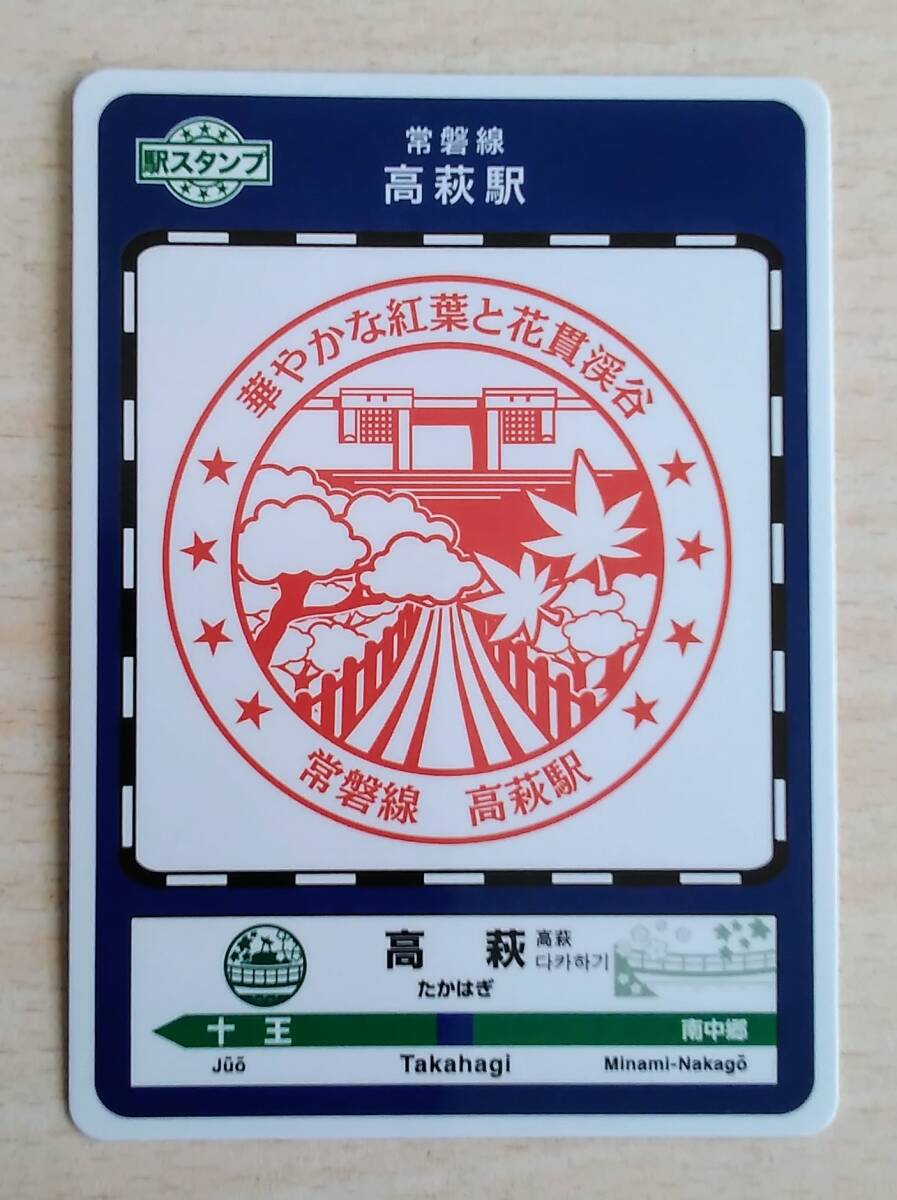 駅スタンプ
常磐線
高萩駅
華やかな紅葉と花貫渓谷
常磐線 高萩駅
高萩
高萩
다카하기
たかはぎ
十王
南中郷
Jūō
Takahagi
Minami-Nakagō